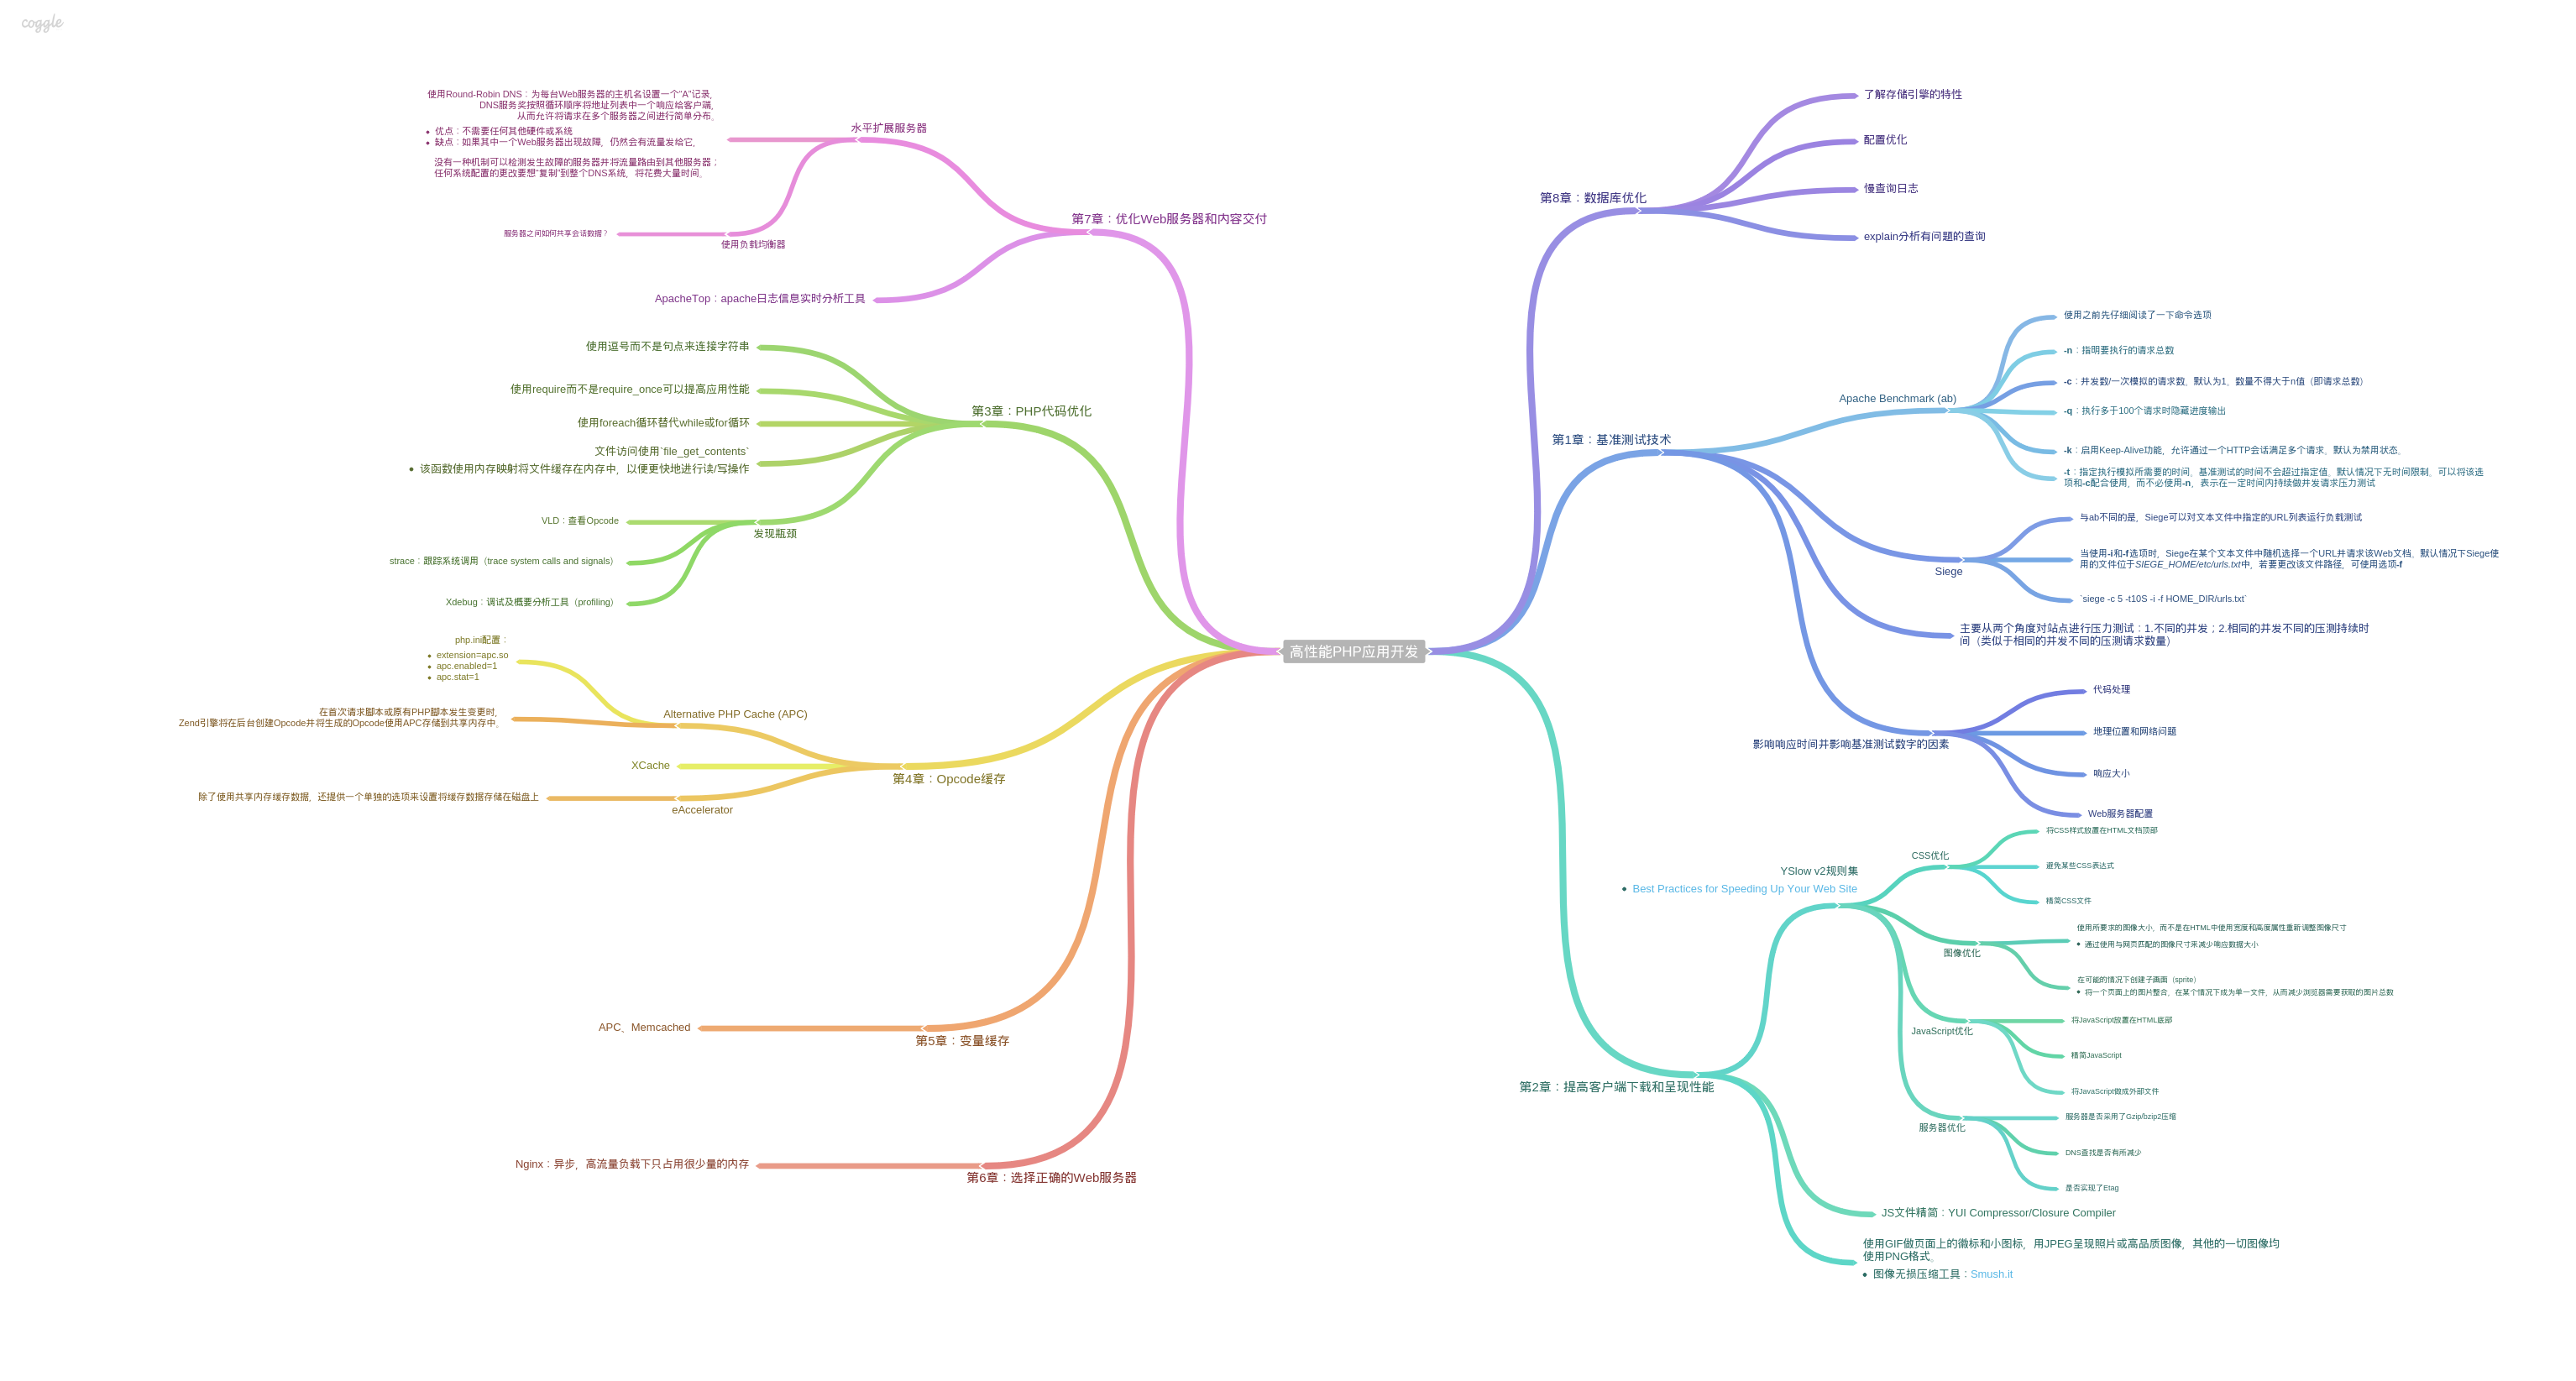 coggle
高性能PHP应用开发
第8章：数据库优化
了解存储引擎的特性
配置优化
慢查询日志
explain分析有问题的查询
第1章：基准测试技术
Apache Benchmark (ab)
使用之前先仔细阅读了一下命令选项
-n：指明要执行的请求总数
-c：并发数/一次模拟的请求数，默认为1，数量不得大于n值（即请求总数）
-q：执行多于100个请求时隐藏进度输出
-k：启用Keep-Alive功能，允许通过一个HTTP会话满足多个请求，默认为禁用状态。
-t：指定执行模拟所需要的时间，基准测试的时间不会超过指定值，默认情况下无时间限制，可以将该选
项和-c配合使用，而不必使用-n，表示在一定时间内持续做并发请求压力测试
Siege
与ab不同的是，Siege可以对文本文件中指定的URL列表运行负载测试
当使用-i和-f选项时，Siege在某个文本文件中随机选择一个URL并请求该Web文档，默认情况下Siege使
用的文件位于SIEGE_HOME/etc/urls.txt中，若要更改该文件路径，可使用选项-f
`siege -c 5 -t10S -i -f HOME_DIR/urls.txt`
主要从两个角度对站点进行压力测试：1.不同的并发；2.相同的并发不同的压测持续时
间（类似于相同的并发不同的压测请求数量）
影响响应时间并影响基准测试数字的因素
代码处理
地理位置和网络问题
响应大小
Web服务器配置
第2章：提高客户端下载和呈现性能
YSlow v2规则集
• Best Practices for Speeding Up Your Web Site
CSS优化
将CSS样式放置在HTML文档顶部
避免某些CSS表达式
精简CSS文件
图像优化
使用所要求的图像大小，而不是在HTML中使用宽度和高度属性重新调整图像尺寸
• 通过使用与网页匹配的图像尺寸来减少响应数据大小
在可能的情况下创建子画面（sprite）
• 将一个页面上的图片整合，在某个情况下成为单一文件，从而减少浏览器需要获取的图片总数
JavaScript优化
将JavaScript放置在HTML底部
精简JavaScript
将JavaScript做成外部文件
服务器优化
服务器是否采用了Gzip/bzip2压缩
DNS查找是否有所减少
是否实现了Etag
JS文件精简：YUI Compressor/Closure Compiler
使用GIF做页面上的徽标和小图标，用JPEG呈现照片或高品质图像，其他的一切图像均
使用PNG格式。
• 图像无损压缩工具：Smush.it
第7章：优化Web服务器和内容交付
水平扩展服务器
使用Round-Robin DNS：为每台Web服务器的主机名设置一个"A"记录，
DNS服务奖按照循环顺序将地址列表中一个响应给客户端，
从而允许将请求在多个服务器之间进行简单分布。
• 优点：不需要任何其他硬件或系统
• 缺点：如果其中一个Web服务器出现故障，仍然会有流量发给它，
没有一种机制可以检测发生故障的服务器并将流量路由到其他服务器；
任何系统配置的更改要想"复制"到整个DNS系统，将花费大量时间。
使用负载均衡器
服务器之间如何共享会话数据？
ApacheTop：apache日志信息实时分析工具
第3章：PHP代码优化
使用逗号而不是句点来连接字符串
使用require而不是require_once可以提高应用性能
使用foreach循环替代while或for循环
文件访问使用`file_get_contents`
• 该函数使用内存映射将文件缓存在内存中，以便更快地进行读/写操作
发现瓶颈
VLD：查看Opcode
strace：跟踪系统调用（trace system calls and signals）
Xdebug：调试及概要分析工具（profiling）
第4章：Opcode缓存
Alternative PHP Cache (APC)
php.ini配置：
• extension=apc.so
• apc.enabled=1
• apc.stat=1
在首次请求脚本或原有PHP脚本发生变更时，
Zend引擎将在后台创建Opcode并将生成的Opcode使用APC存储到共享内存中。
XCache
eAccelerator
除了使用共享内存缓存数据，还提供一个单独的选项来设置将缓存数据存储在磁盘上
第5章：变量缓存
APC、Memcached
第6章：选择正确的Web服务器
Nginx：异步，高流量负载下只占用很少量的内存